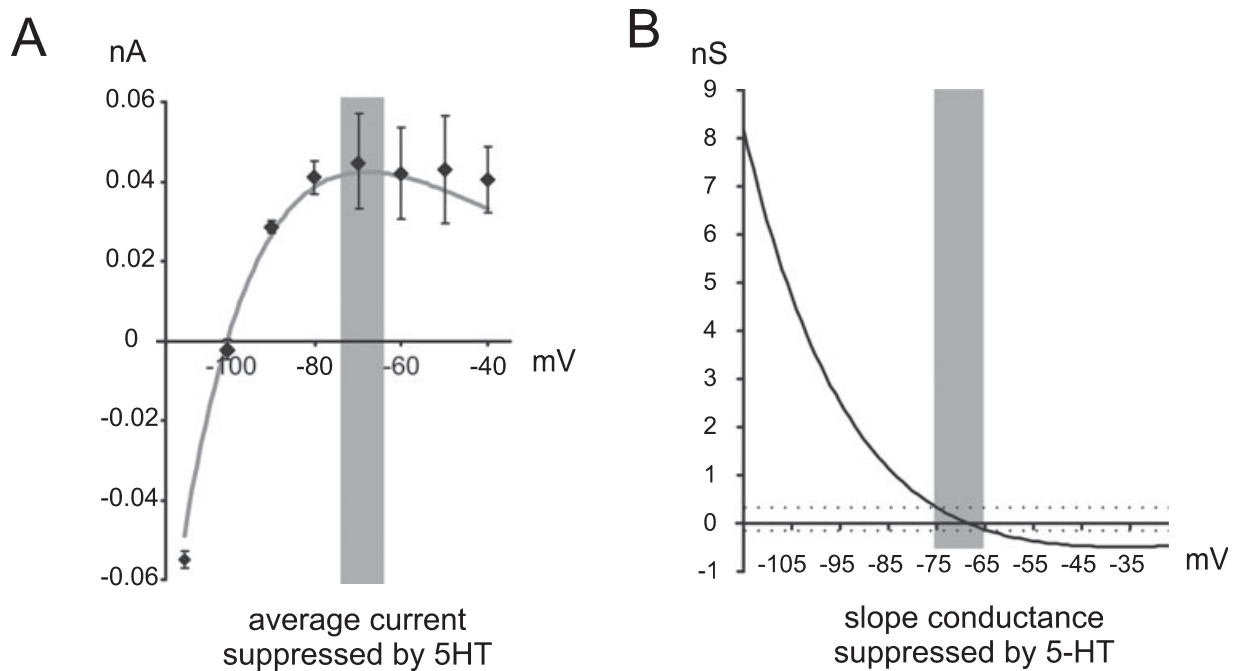 A
nA
0.06
0.04
0.02
0
-0.02
-0.04
-0.06
-100 -80 -60 -40 mV
average current
suppressed by 5HT
B
nS
9
8
7
6
5
4
3
2
1
0
-1
-105 -95 -85 -75 -65 -55 -45 -35 mV
slope conductance
suppressed by 5-HT